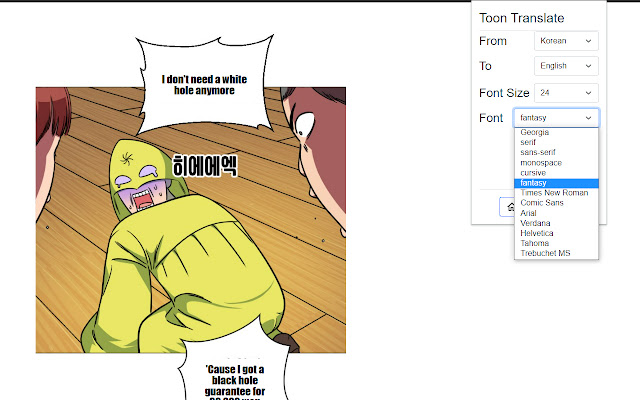 I don't need a white
hole anymore
히에에엑
'Cause I got a
black hole
guarantee for
Toon Translate
From
Korean
To
English
Font Size
24
Font
fantasy
Georgia
serif
sans-serif
monospace
cursive
fantasy
Times New Roman
Comic Sans
Arial
Verdana
Helvetica
Tahoma
Trebuchet MS